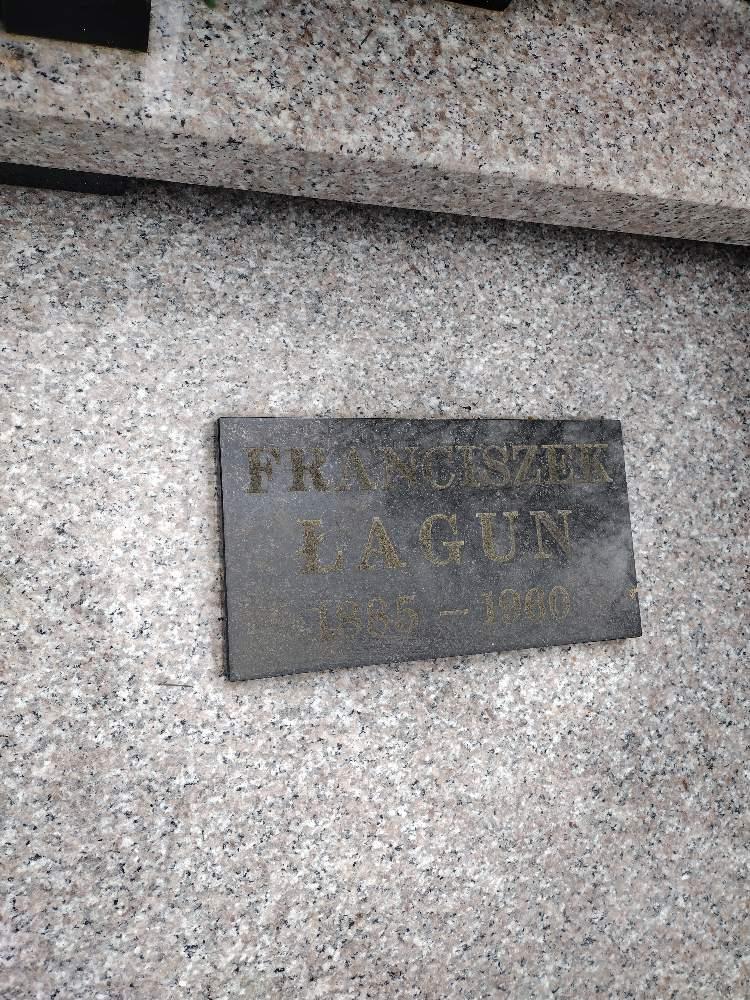 FRANCISZEK
ŁAGUN
1885 - 1960